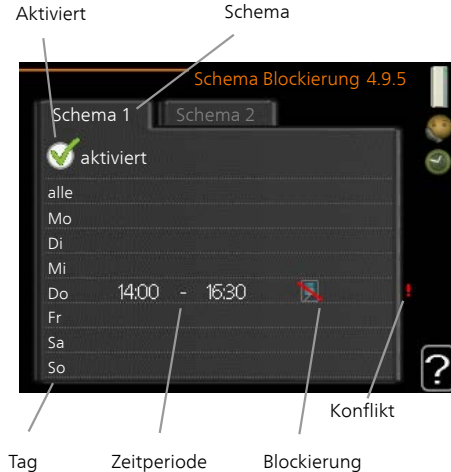 Aktiviert
Schema
Schema Blockierung 4.9.5
Schema 1
Schema 2
aktiviert
alle
Mo
Di
Mi
Do 14:00 - 16:30 !
Fr
Sa
So
?
Konflikt
Tag
Zeitperiode
Blockierung